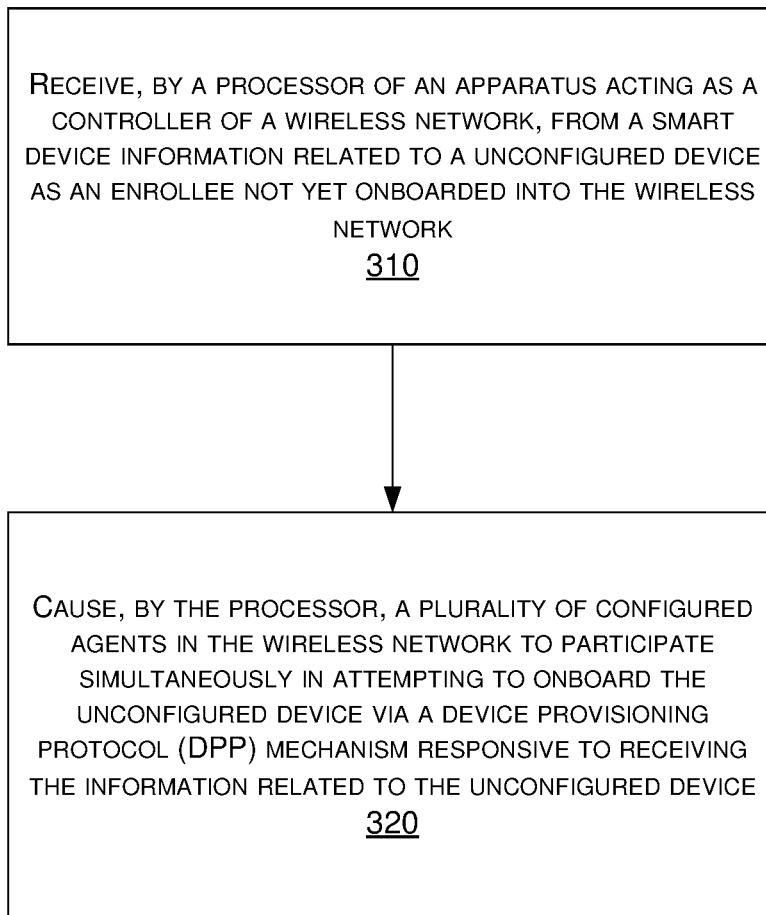 RECEIVE, BY A PROCESSOR OF AN APPARATUS ACTING AS A
CONTROLLER OF A WIRELESS NETWORK, FROM A SMART
DEVICE INFORMATION RELATED TO A UNCONFIGURED DEVICE
AS AN ENROLLEE NOT YET ONBOARDED INTO THE WIRELESS
NETWORK
310
CAUSE, BY THE PROCESSOR, A PLURALITY OF CONFIGURED
AGENTS IN THE WIRELESS NETWORK TO PARTICIPATE
SIMULTANEOUSLY IN ATTEMPTING TO ONBOARD THE
UNCONFIGURED DEVICE VIA A DEVICE PROVISIONING
PROTOCOL (DPP) MECHANISM RESPONSIVE TO RECEIVING
THE INFORMATION RELATED TO THE UNCONFIGURED DEVICE
320